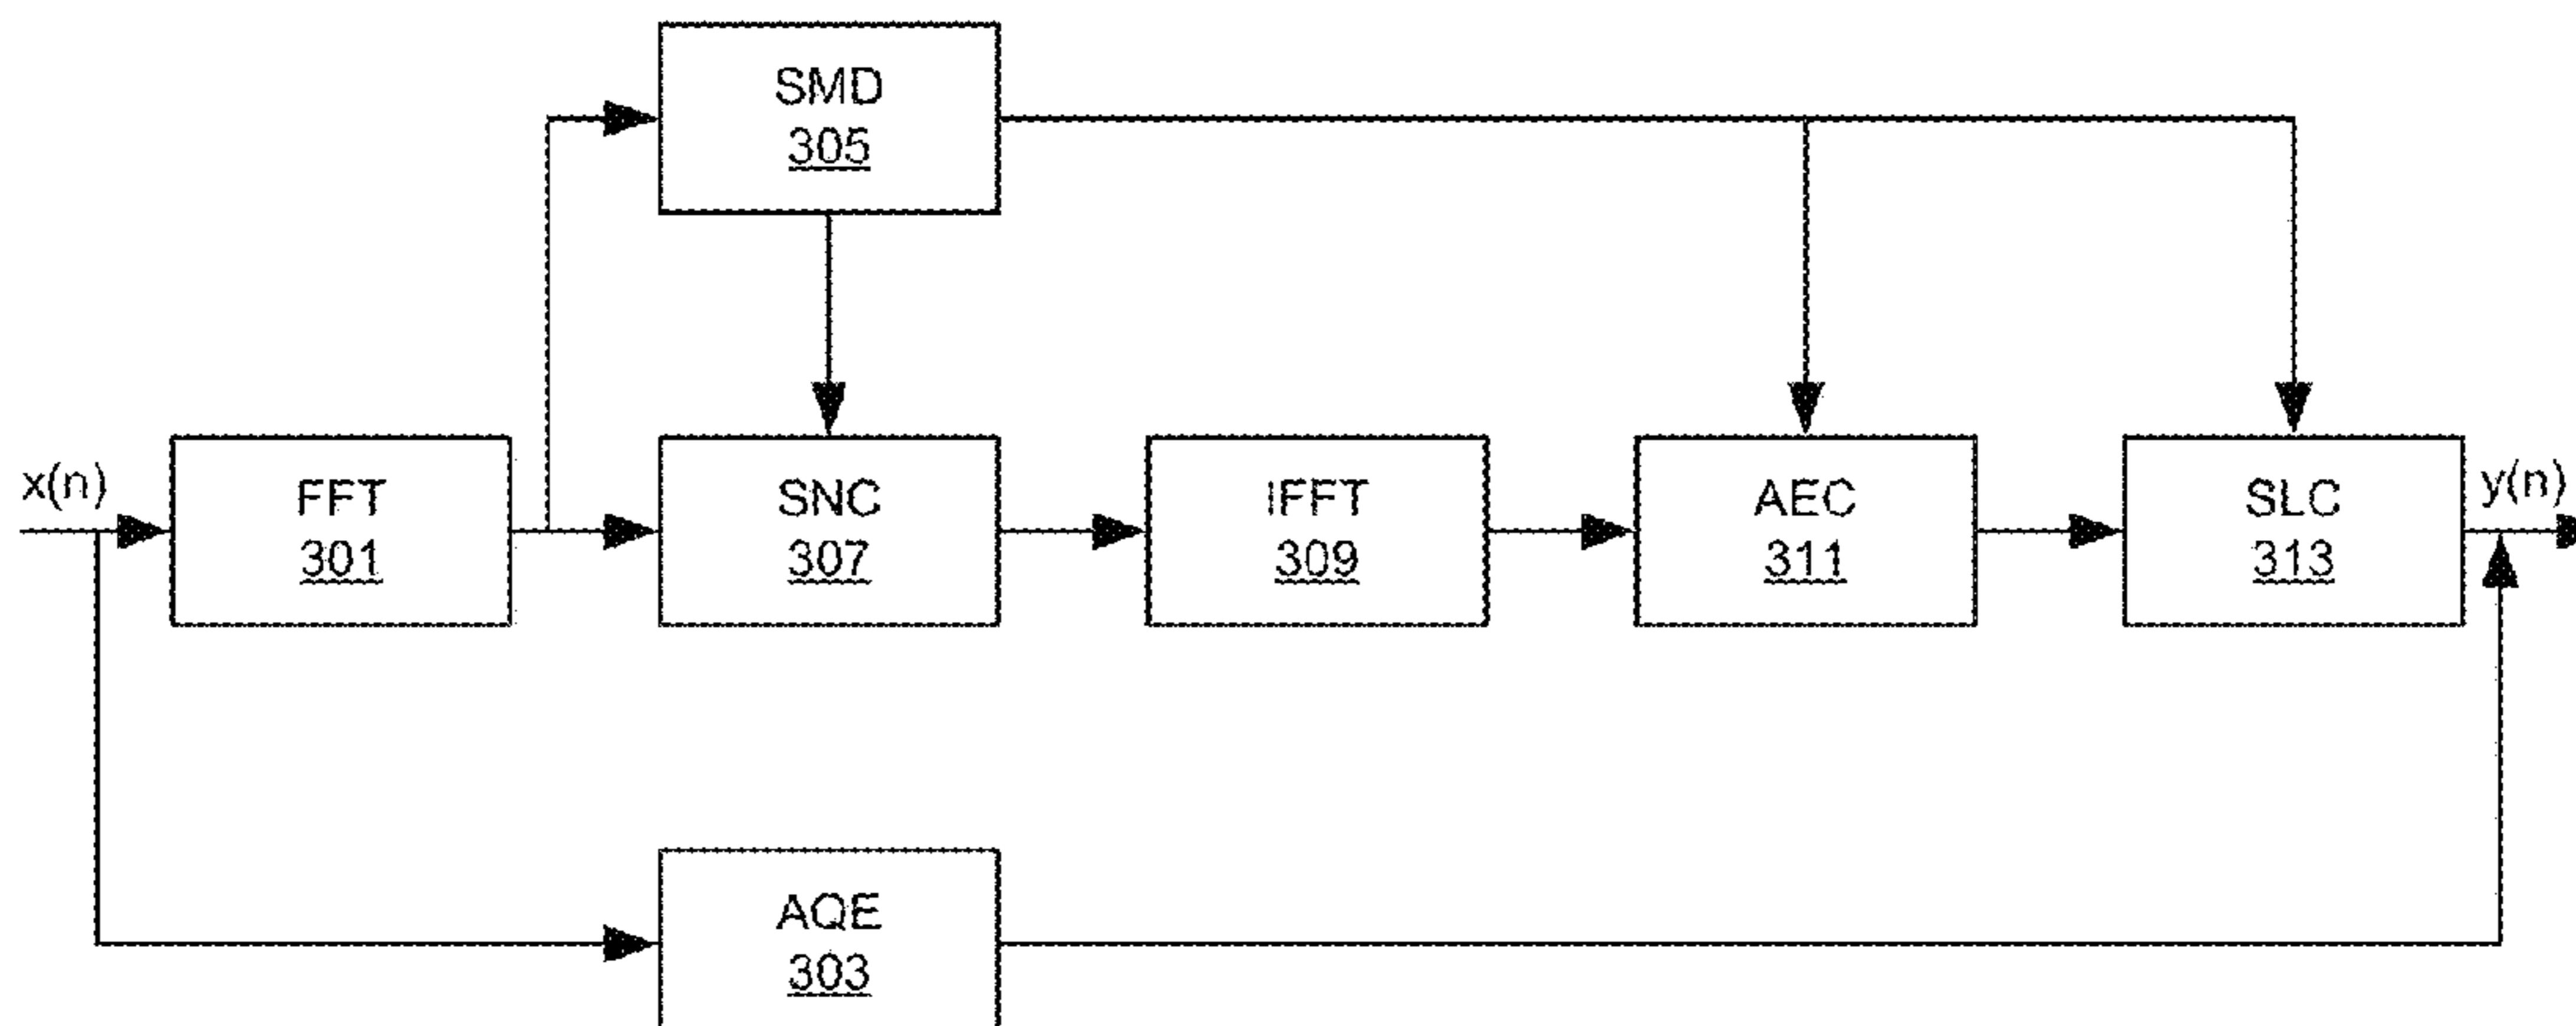 SMD
305
x(n)
FFT
301
SNC
307
IFFT
309
AEC
311
SLC
313
y(n)
AQE
303